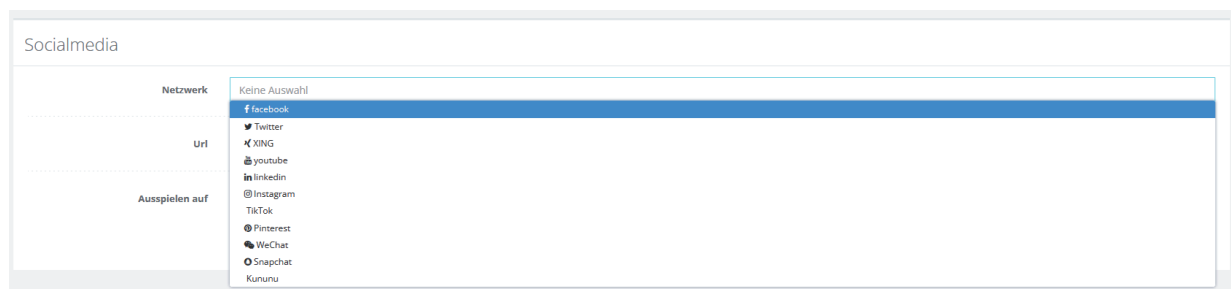 Socialmedia
Netzwerk
Keine Auswahl
facebook
Twitter
XING
youtube
linkedin
Instagram
TikTok
Pinterest
WeChat
Snapchat
Kununu
Url
Ausspielen auf